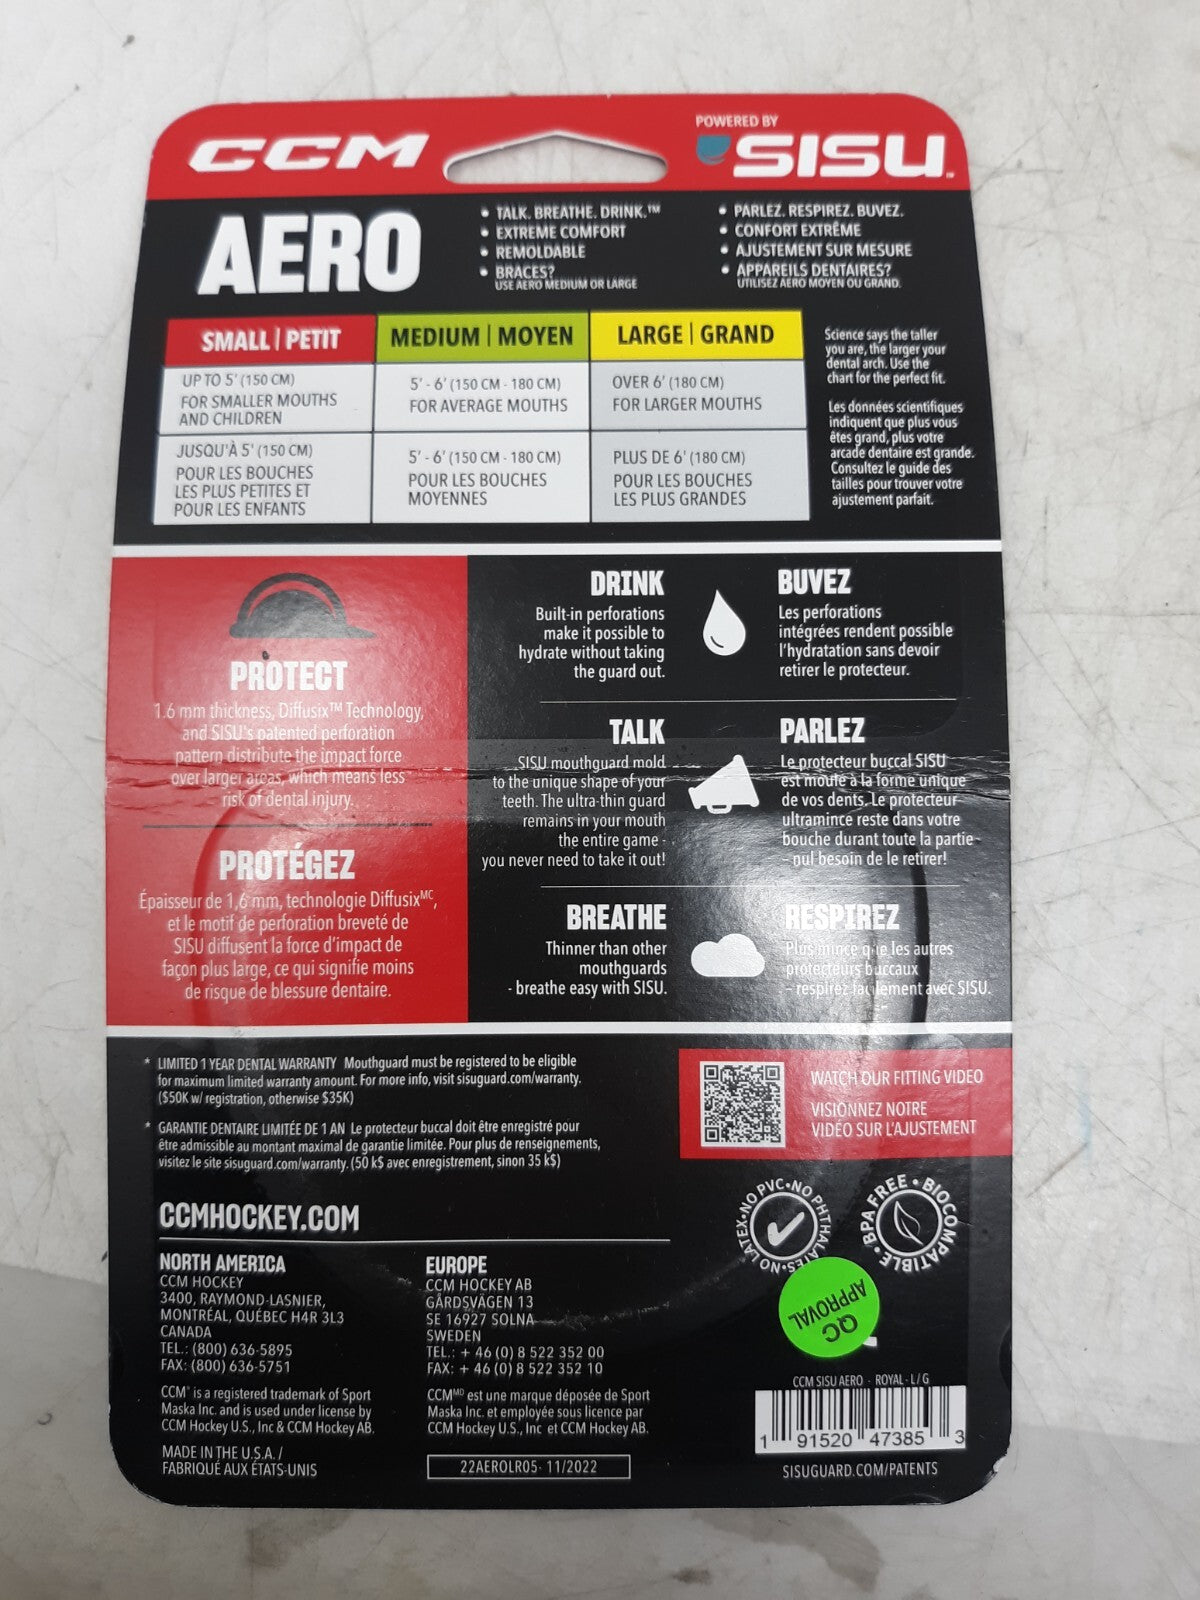 CCM
POWERED BY
SISU
AERO
• TALK. BREATHE. DRINK.™
• EXTREME COMFORT
• REMOLDABLE
• BRACES?
USE AERO MEDIUM OR LARGE
• PARLEZ. RESPIREZ. BUVEZ.
• CONFORT EXTRÊME
• AJUSTEMENT SUR MESURE
• APPAREILS DENTAIRES?
UTILISEZ AERO MOYEN OU GRAND.
SMALL | PETIT
UP TO 5' (150 CM)
FOR SMALLER MOUTHS
AND CHILDREN
JUSQU'À 5' (150 CM)
POUR LES BOUCHES
LES PLUS PETITES ET
POUR LES ENFANTS
MEDIUM | MOYEN
5' - 6' (150 CM - 180 CM)
FOR AVERAGE MOUTHS
5' - 6' (150 CM - 180 CM)
POUR LES BOUCHES
MOYENNES
LARGE | GRAND
OVER 6' (180 CM)
FOR LARGER MOUTHS
PLUS DE 6' (180 CM)
POUR LES BOUCHES
LES PLUS GRANDES
Science says the taller
you are, the larger your
dental arch. Use the
chart for the perfect fit.
Les données scientifiques
indiquent que plus vous
êtes grand, plus votre
arcade dentaire est grande.
Consultez le guide des
tailles pour trouver votre
ajustement parfait.
PROTECT
1.6 mm thickness, Diffusix™ Technology,
and SISU's patented perforation
pattern distribute the impact force
over larger areas, which means less
risk of dental injury.
PROTÉGEZ
Épaisseur de 1,6 mm, technologie Diffusixᴹᶜ,
et le motif de perforation breveté de
SISU diffusent la force d'impact de
façon plus large, ce qui signifie moins
de risque de blessure dentaire.
DRINK
Built-in perforations
make it possible to
hydrate without taking
the guard out.
BUVEZ
Les perforations
intégrées rendent possible
l'hydratation sans devoir
retirer le protecteur.
TALK
SISU mouthguard mold
to the unique shape of your
teeth. The ultra-thin guard
remains in your mouth
the entire game -
you never need to take it out!
PARLEZ
Le protecteur buccal SISU
est moulé à la forme unique
de vos dents. Le protecteur
ultramince reste dans votre
bouche durant toute la partie
– nul besoin de le retirer!
BREATHE
Thinner than other
mouthguards
- breathe easy with SISU.
RESPIREZ
Plus mince que les autres
protecteurs buccaux
– respirez facilement avec SISU.
* LIMITED 1 YEAR DENTAL WARRANTY Mouthguard must be registered to be eligible
for maximum limited warranty amount. For more info, visit sisuguard.com/warranty.
($50K w/ registration, otherwise $35K)
* GARANTIE DENTAIRE LIMITÉE DE 1 AN Le protecteur buccal doit être enregistré pour
être admissible au montant maximal de garantie limitée. Pour plus de renseignements,
visitez le site sisuguard.com/warranty. (50 k$ avec enregistrement, sinon 35 k$)
WATCH OUR FITTING VIDEO
VISIONNEZ NOTRE
VIDÉO SUR L'AJUSTEMENT
NO LATEX•NO PVC•NO PHTHALATES•
BPA FREE • BIOCOMPATIBLE •
QC
APPROVAL
CCMHOCKEY.COM
NORTH AMERICA
CCM HOCKEY
3400, RAYMOND-LASNIER,
MONTRÉAL, QUÉBEC H4R 3L3
CANADA
TEL.: (800) 636-5895
FAX: (800) 636-5751
CCM® is a registered trademark of Sport
Maska Inc. and is used under license by
CCM Hockey U.S., Inc & CCM Hockey AB.
MADE IN THE U.S.A. /
FABRIQUÉ AUX ÉTATS-UNIS
EUROPE
CCM HOCKEY AB
GÅRDSVÄGEN 13
SE 16927 SOLNA
SWEDEN
TEL.: + 46 (0) 8 522 352 00
FAX: + 46 (0) 8 522 352 10
CCMᴹᴰ est une marque déposée de Sport
Maska Inc. et employée sous licence par
CCM Hockey U.S., Inc et CCM Hockey AB.
22AEROLR05- 11/2022
CCM SISU AERO - ROYAL - L/G
1 91520 47385 3
SISUGUARD.COM/PATENTS